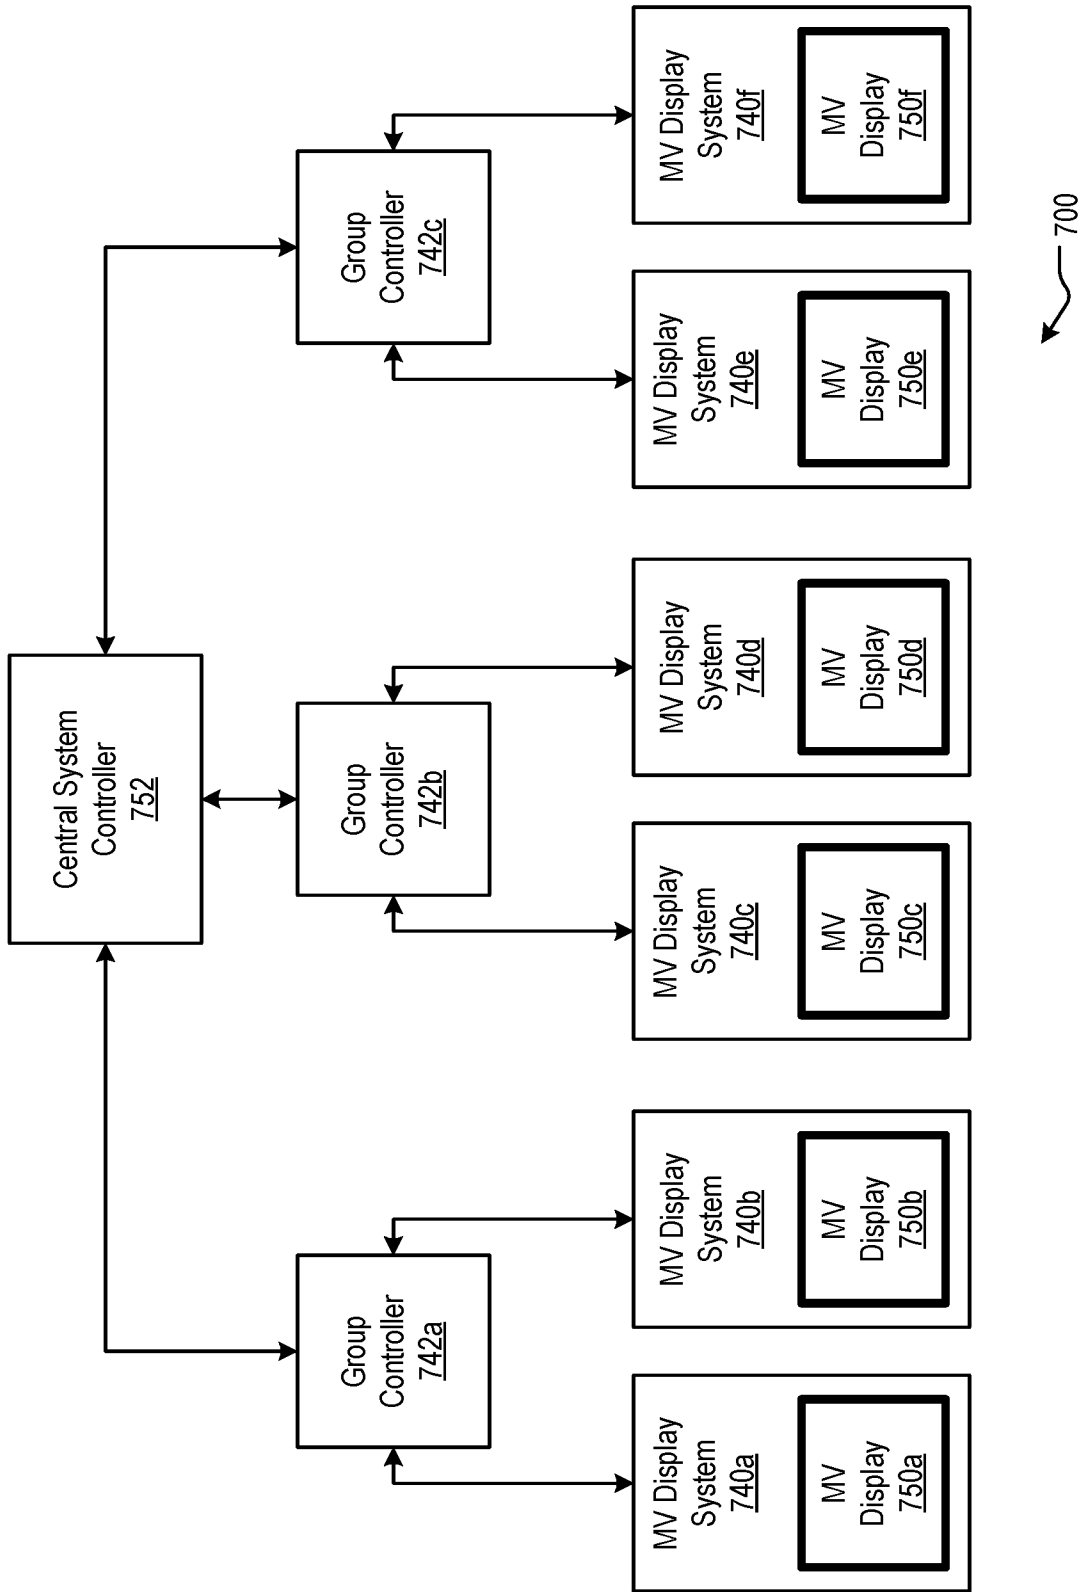 Central System
Controller
752
Group
Controller
742a
Group
Controller
742b
Group
Controller
742c
MV Display
System
740a
MV
Display
750a
MV Display
System
740b
MV
Display
750b
MV Display
System
740c
MV
Display
750c
MV Display
System
740d
MV
Display
750d
MV Display
System
740e
MV
Display
750e
MV Display
System
740f
MV
Display
750f
700